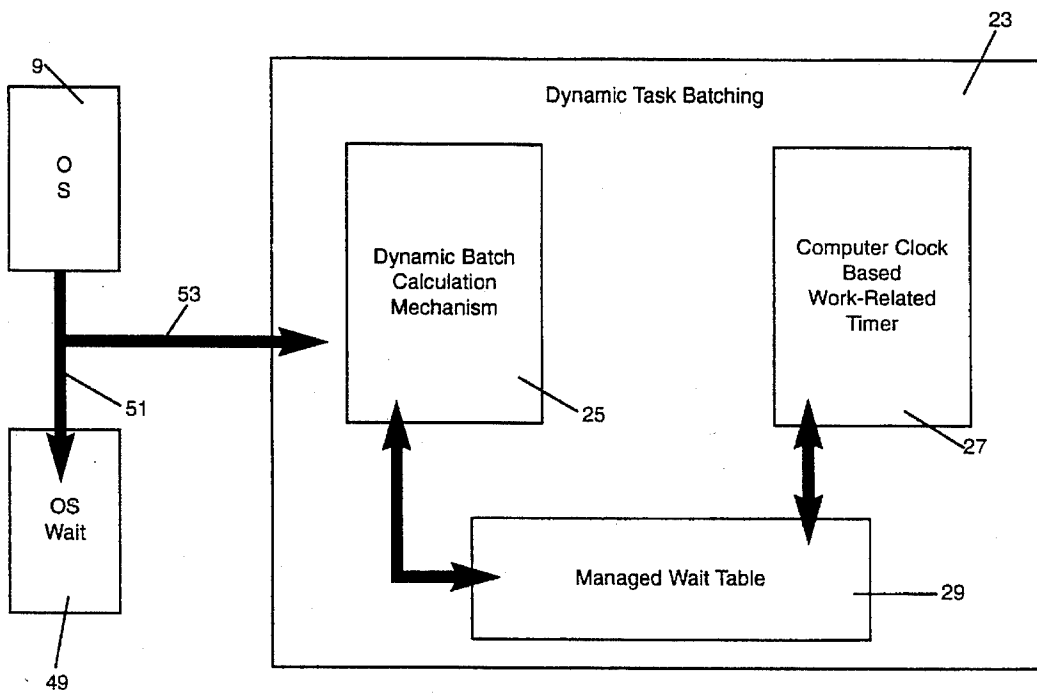 23
9
Dynamic Task Batching
O
S
Dynamic Batch
Calculation
Mechanism
Computer Clock
Based
Work-Related
Timer
53
51
25
27
OS
Wait
Managed Wait Table
29
49